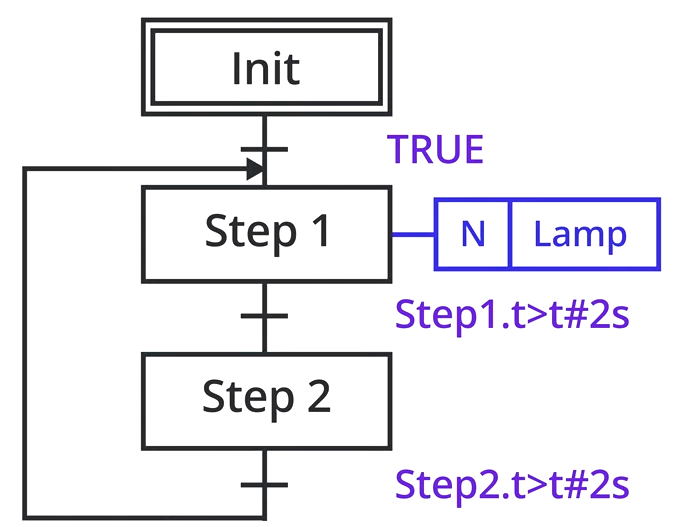 Init
TRUE
Step 1
N Lamp
Step1.t>t#2s
Step 2
Step2.t>t#2s